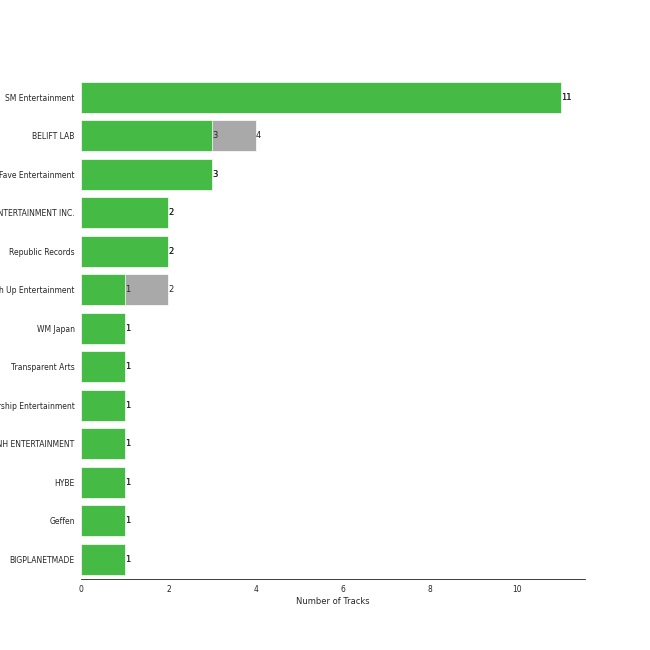 SM Entertainment 11
BELIFT LAB 3 4
Fave Entertainment 3
NTERTAINMENT INC. 2
Republic Records 2
h Up Entertainment 1 2
WM Japan 1
Transparent Arts 1
rship Entertainment 1
NH ENTERTAINMENT 1
HYBE 1
Geffen 1
BIGPLANETMADE 1
0 2 4 6 8 10
Number of Tracks